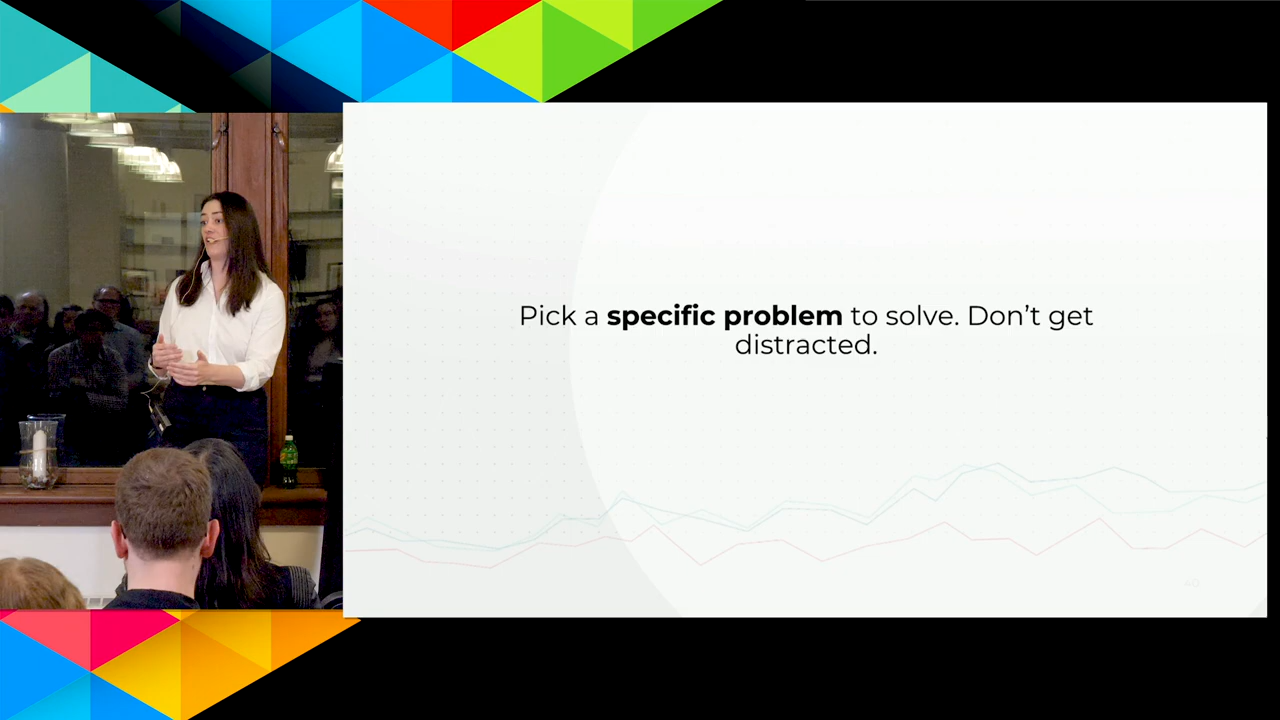 Pick a specific problem to solve. Don’t get
distracted.